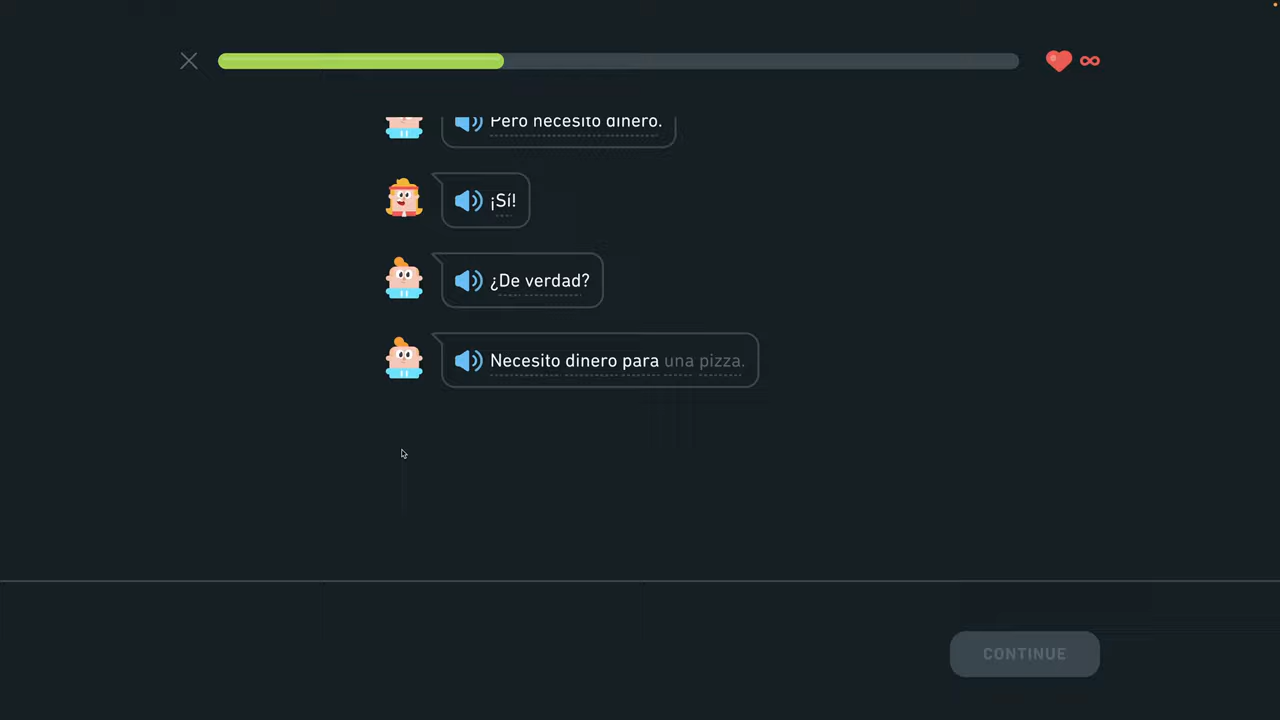 Pero necesito dinero.
¡Sí!
¿De verdad?
Necesito dinero para una pizza.
CONTINUE